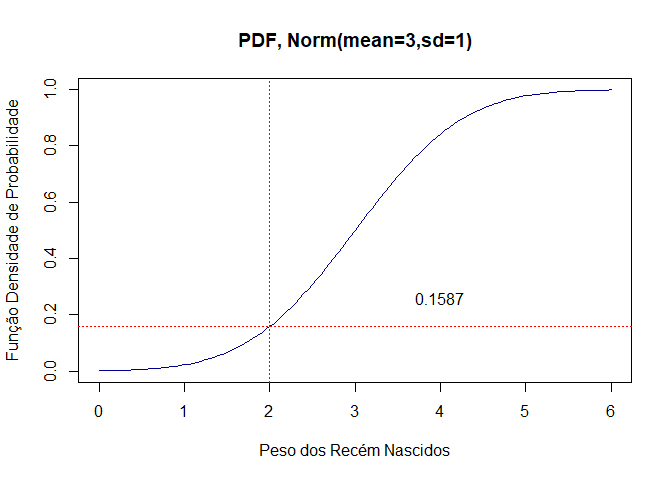 PDF, Norm(mean=3,sd=1)
Função Densidade de Probabilidade
1.0
0.8
0.6
0.4
0.2
0.0
0.1587
0 1 2 3 4 5 6
Peso dos Recém Nascidos